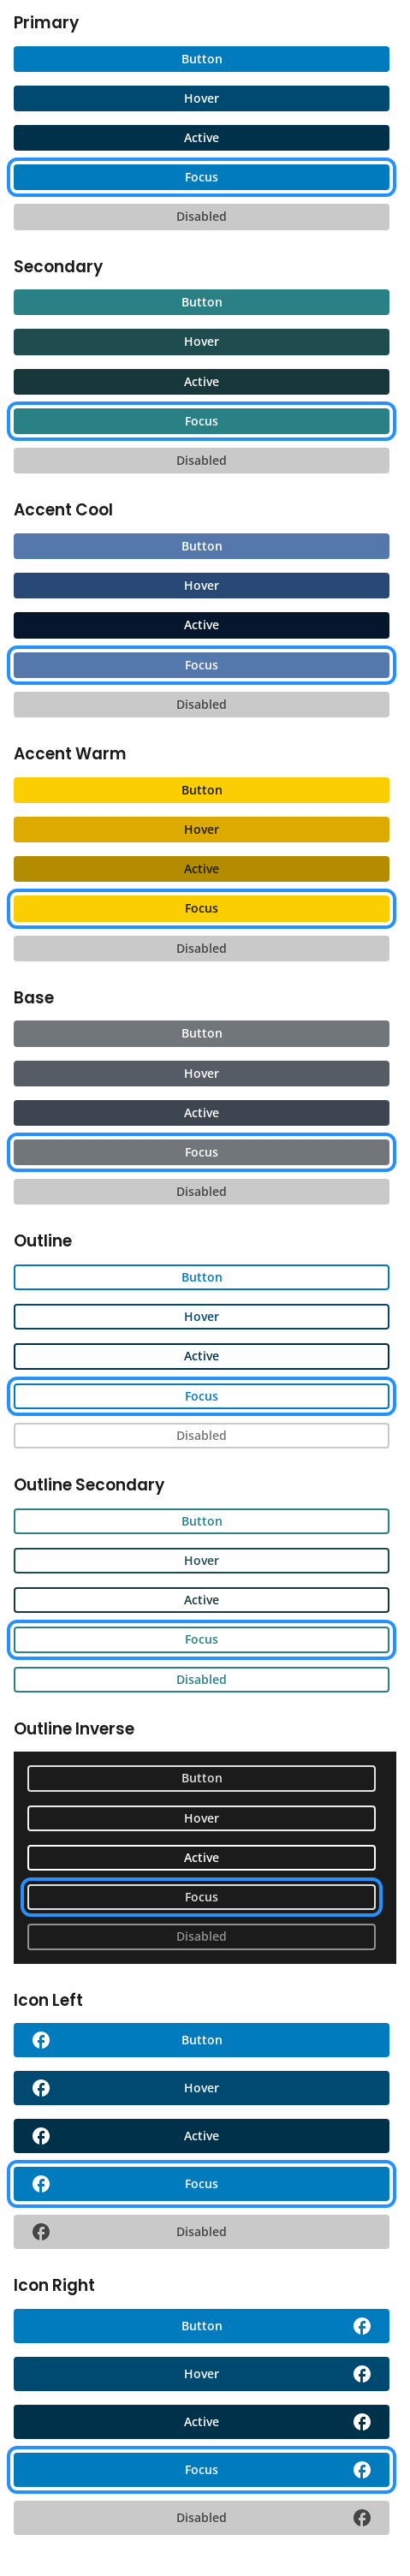 Primary
Button
Hover
Active
Focus
Disabled
Secondary
Button
Hover
Active
Focus
Disabled
Accent Cool
Button
Hover
Active
Focus
Disabled
Accent Warm
Button
Hover
Active
Focus
Disabled
Base
Button
Hover
Active
Focus
Disabled
Outline
Button
Hover
Active
Focus
Disabled
Outline Secondary
Button
Hover
Active
Focus
Disabled
Outline Inverse
Button
Hover
Active
Focus
Disabled
Icon Left
Button
Hover
Active
Focus
Disabled
Icon Right
Button
Hover
Active
Focus
Disabled